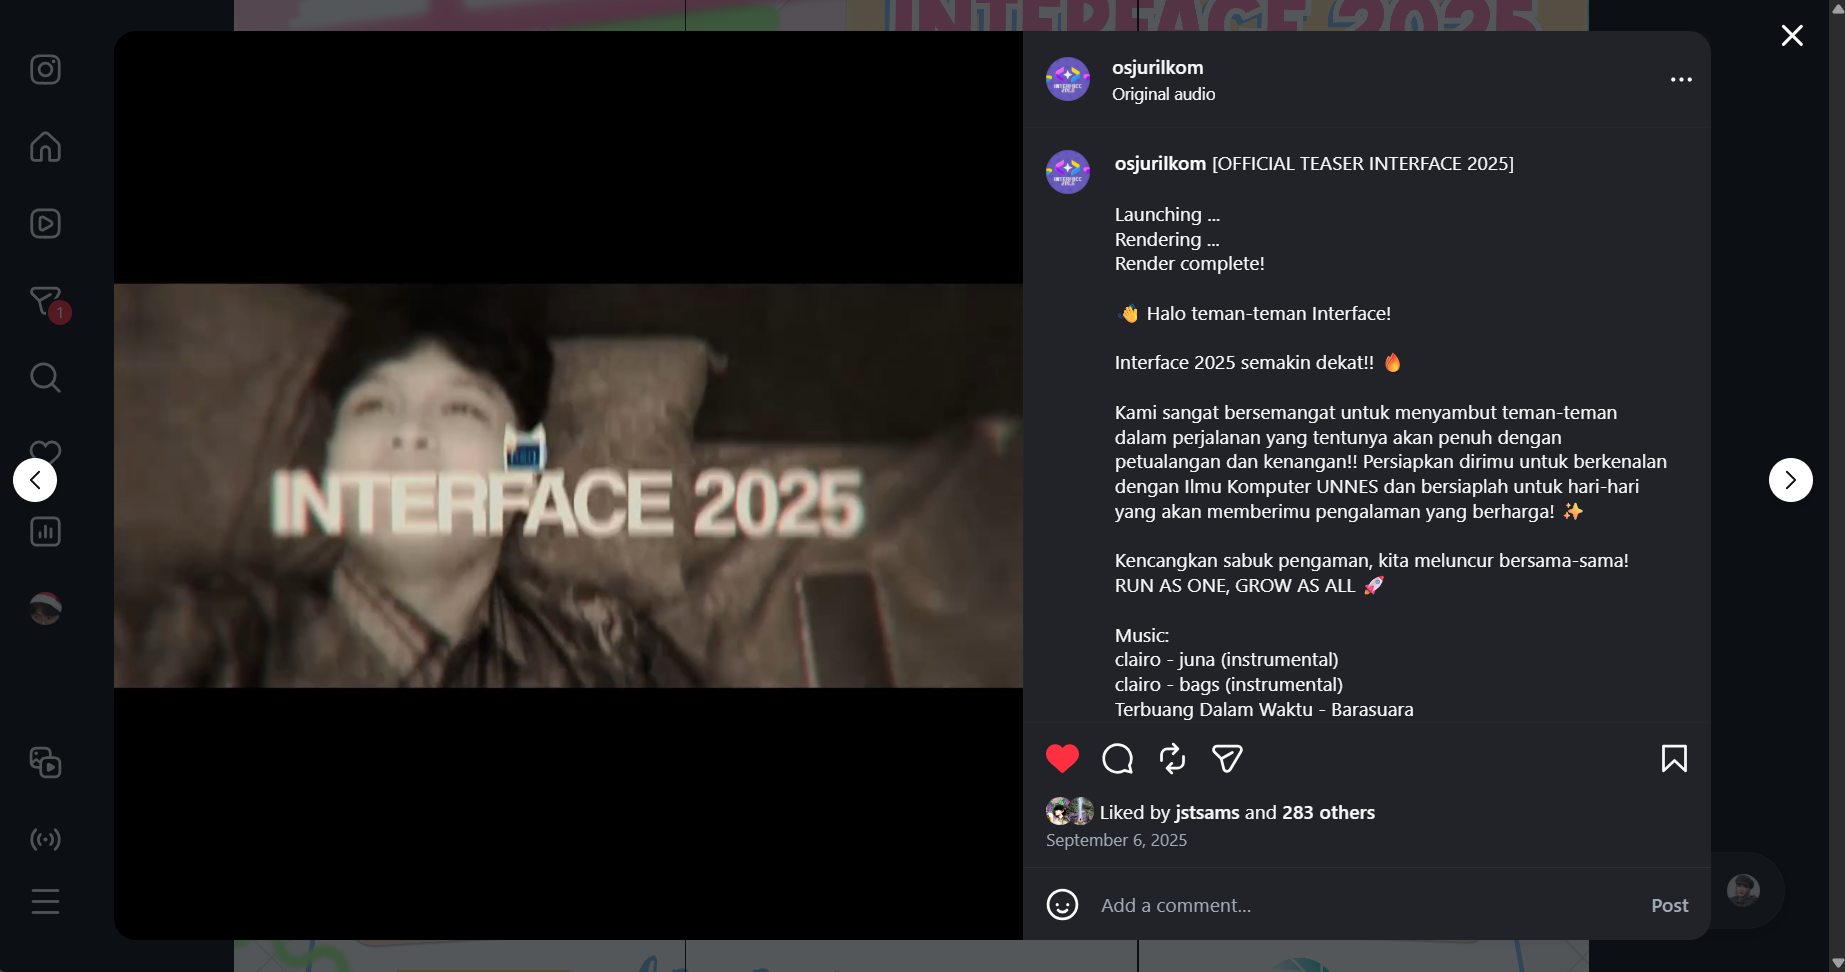 INTERFACE 2025
1
INTERFACE 2025
osjurilkom
Original audio
osjurilkom [OFFICIAL TEASER INTERFACE 2025]
Launching ...
Rendering ...
Render complete!
👋 Halo teman-teman Interface!
Interface 2025 semakin dekat!! 🔥
Kami sangat bersemangat untuk menyambut teman-teman
dalam perjalanan yang tentunya akan penuh dengan
petualangan dan kenangan!! Persiapkan dirimu untuk berkenalan
dengan Ilmu Komputer UNNES dan bersiaplah untuk hari-hari
yang akan memberimu pengalaman yang berharga! ✨
Kencangkan sabuk pengaman, kita meluncur bersama-sama!
RUN AS ONE, GROW AS ALL 🚀
Music:
clairo - juna (instrumental)
clairo - bags (instrumental)
Terbuang Dalam Waktu - Barasuara
Liked by jstsams and 283 others
September 6, 2025
Add a comment...
Post